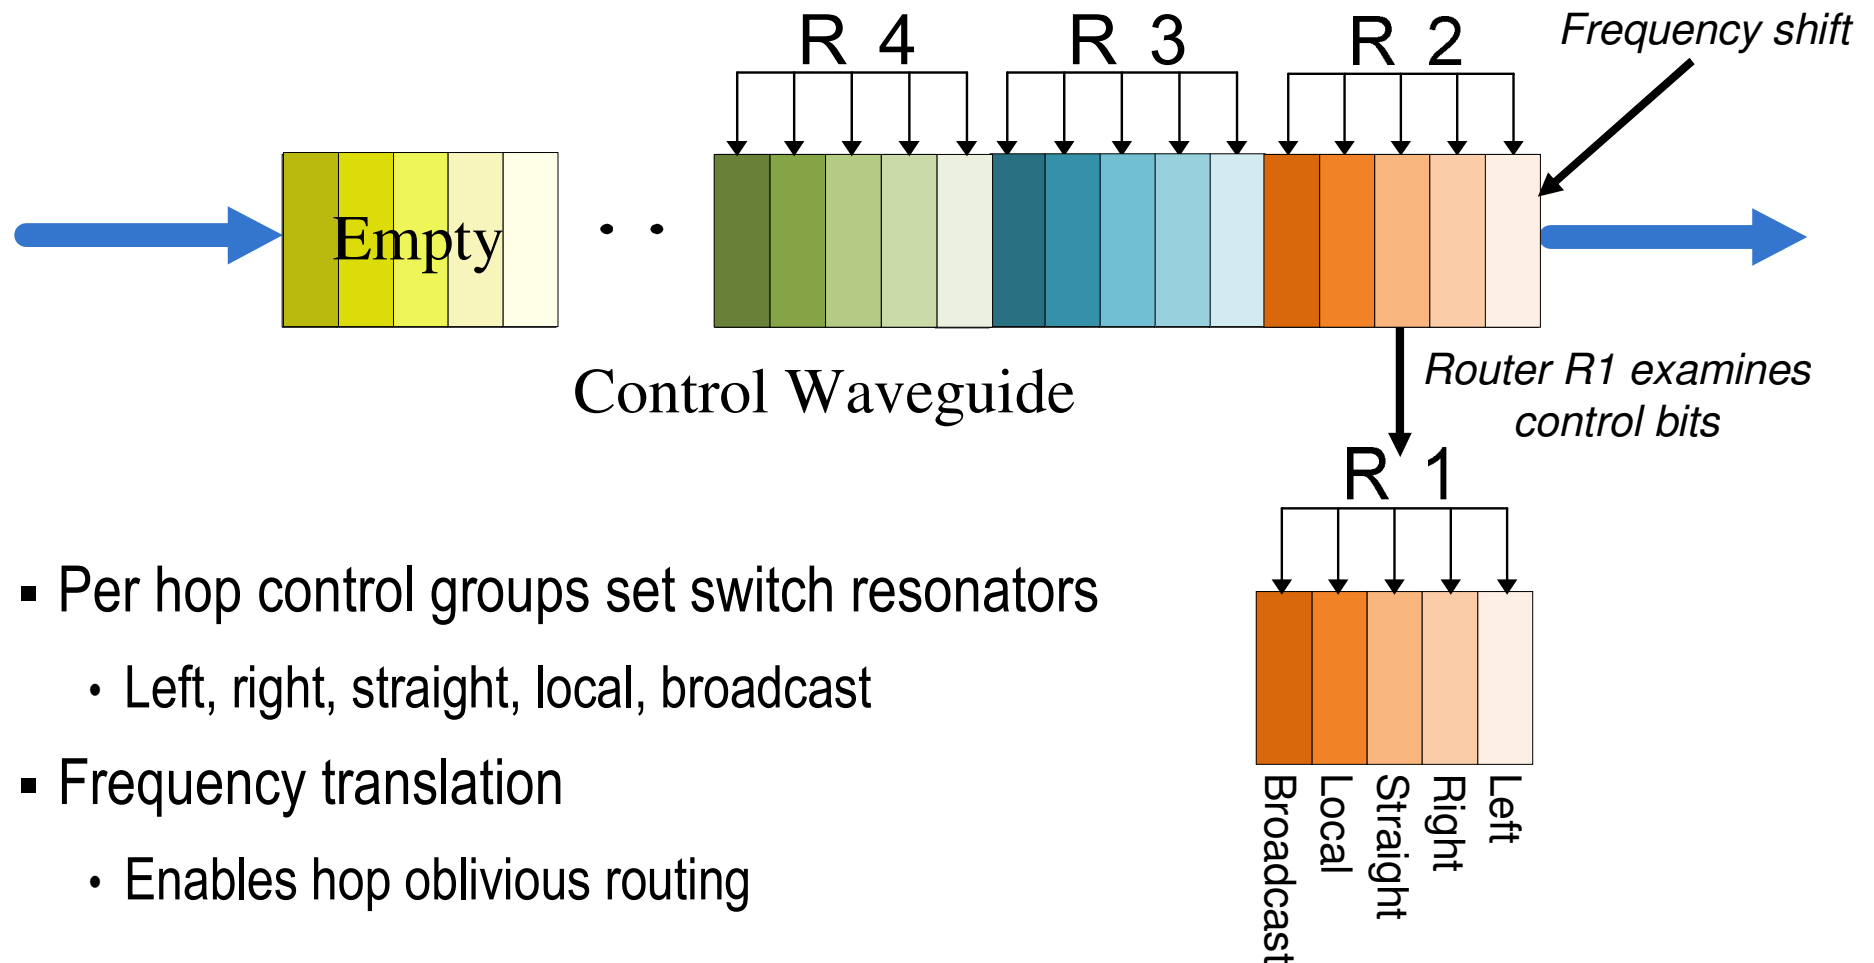 R 4
R 3
R 2
Frequency shift
Empty
. .
Control Waveguide
Router R1 examines
control bits
R 1
▪ Per hop control groups set switch resonators
• Left, right, straight, local, broadcast
▪ Frequency translation
• Enables hop oblivious routing
Broadcast
Local
Straight
Right
Left